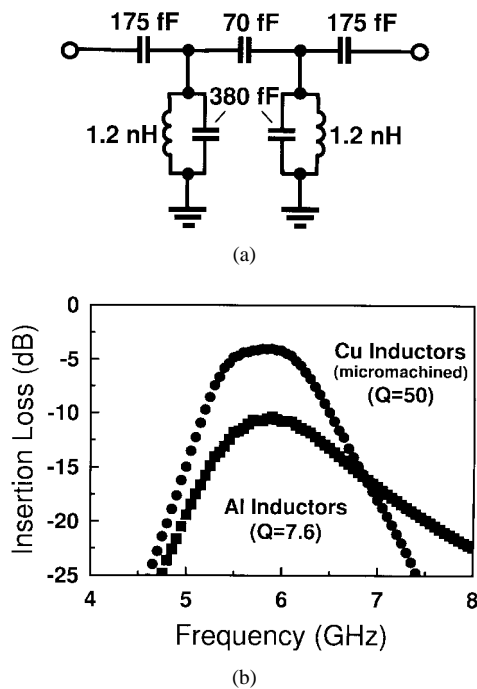 175 fF 70 fF 175 fF
380 fF
1.2 nH 1.2 nH
(a)
0
-5
-10
-15
-20
-25
Insertion Loss (dB)
Cu Inductors
(micromachined)
(Q=50)
Al Inductors
(Q=7.6)
4 5 6 7 8
Frequency (GHz)
(b)